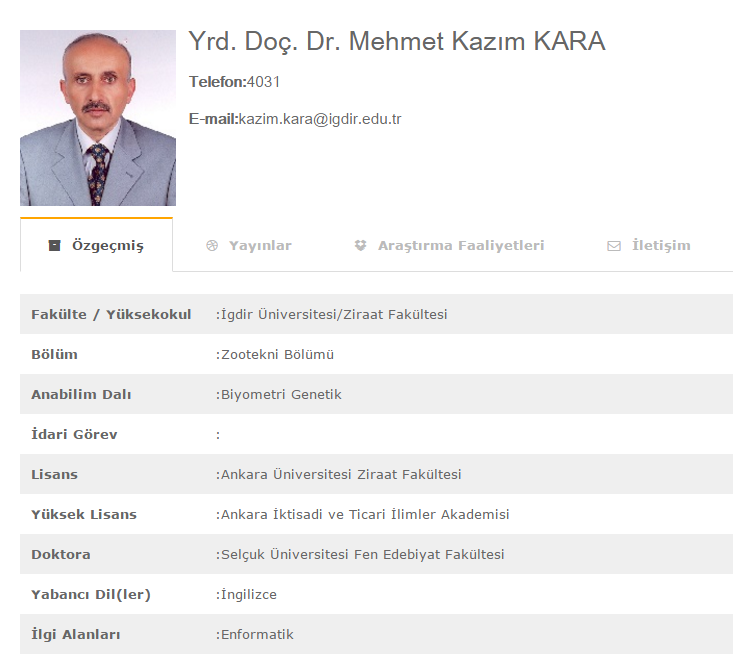 Yrd. Doç. Dr. Mehmet Kazım KARA
Telefon:4031
E-mail:kazim.kara@igdir.edu.tr
Özgeçmiş Yayınlar Araştırma Faaliyetleri İletişim
Fakülte / Yüksekokul :İgdir Üniversitesi/Ziraat Fakültesi
Bölüm :Zootekni Bölümü
Anabilim Dalı :Biyometri Genetik
İdari Görev :
Lisans :Ankara Üniversitesi Ziraat Fakültesi
Yüksek Lisans :Ankara İktisadi ve Ticari İlimler Akademisi
Doktora :Selçuk Üniversitesi Fen Edebiyat Fakültesi
Yabancı Dil(ler) :İngilizce
İlgi Alanları :Enformatik